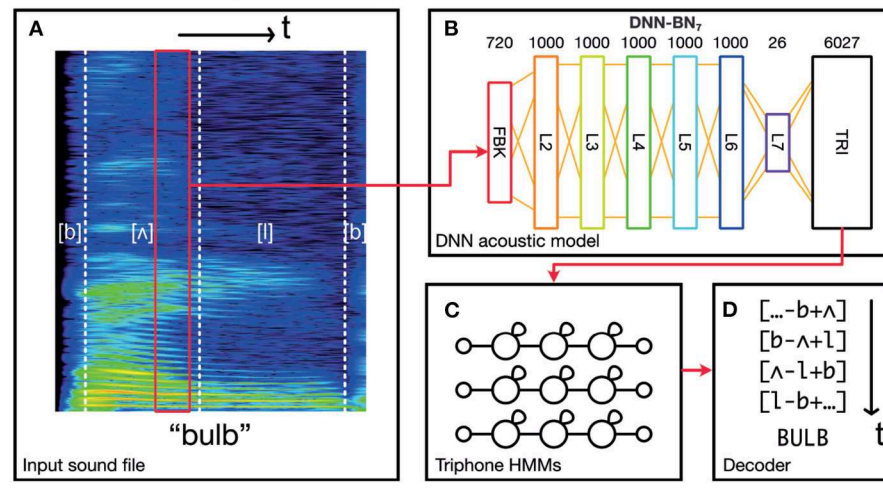 A
t
[b]
[ʌ]
[l]
[b]
“bulb”
Input sound file
B
DNN-BN7
720 1000 1000 1000 1000 1000 26 6027
FBK
L2
L3
L4
L5
L6
L7
TRI
DNN acoustic model
C
Triphone HMMs
D
[…-b+ʌ]
[b-ʌ+l]
[ʌ-l+b]
[l-b+…]
BULB
t
Decoder